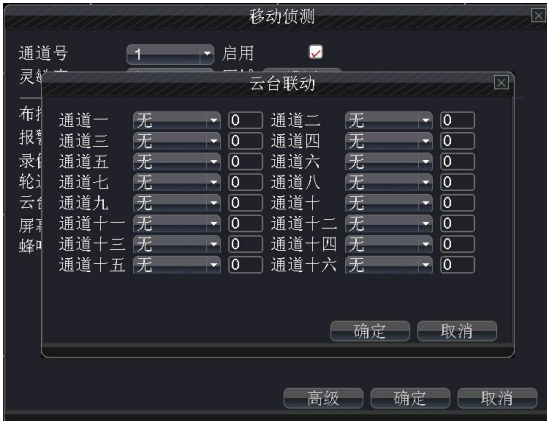 移动侦测
通道号 1 启用
云台联动
通道一 无 0 通道二 无 0
通道三 无 0 通道四 无 0
通道五 无 0 通道六 无 0
通道七 无 0 通道八 无 0
通道九 无 0 通道十 无 0
通道十一 无 0 通道十二 无 0
通道十三 无 0 通道十四 无 0
通道十五 无 0 通道十六 无 0
确定 取消
高级 确定 取消